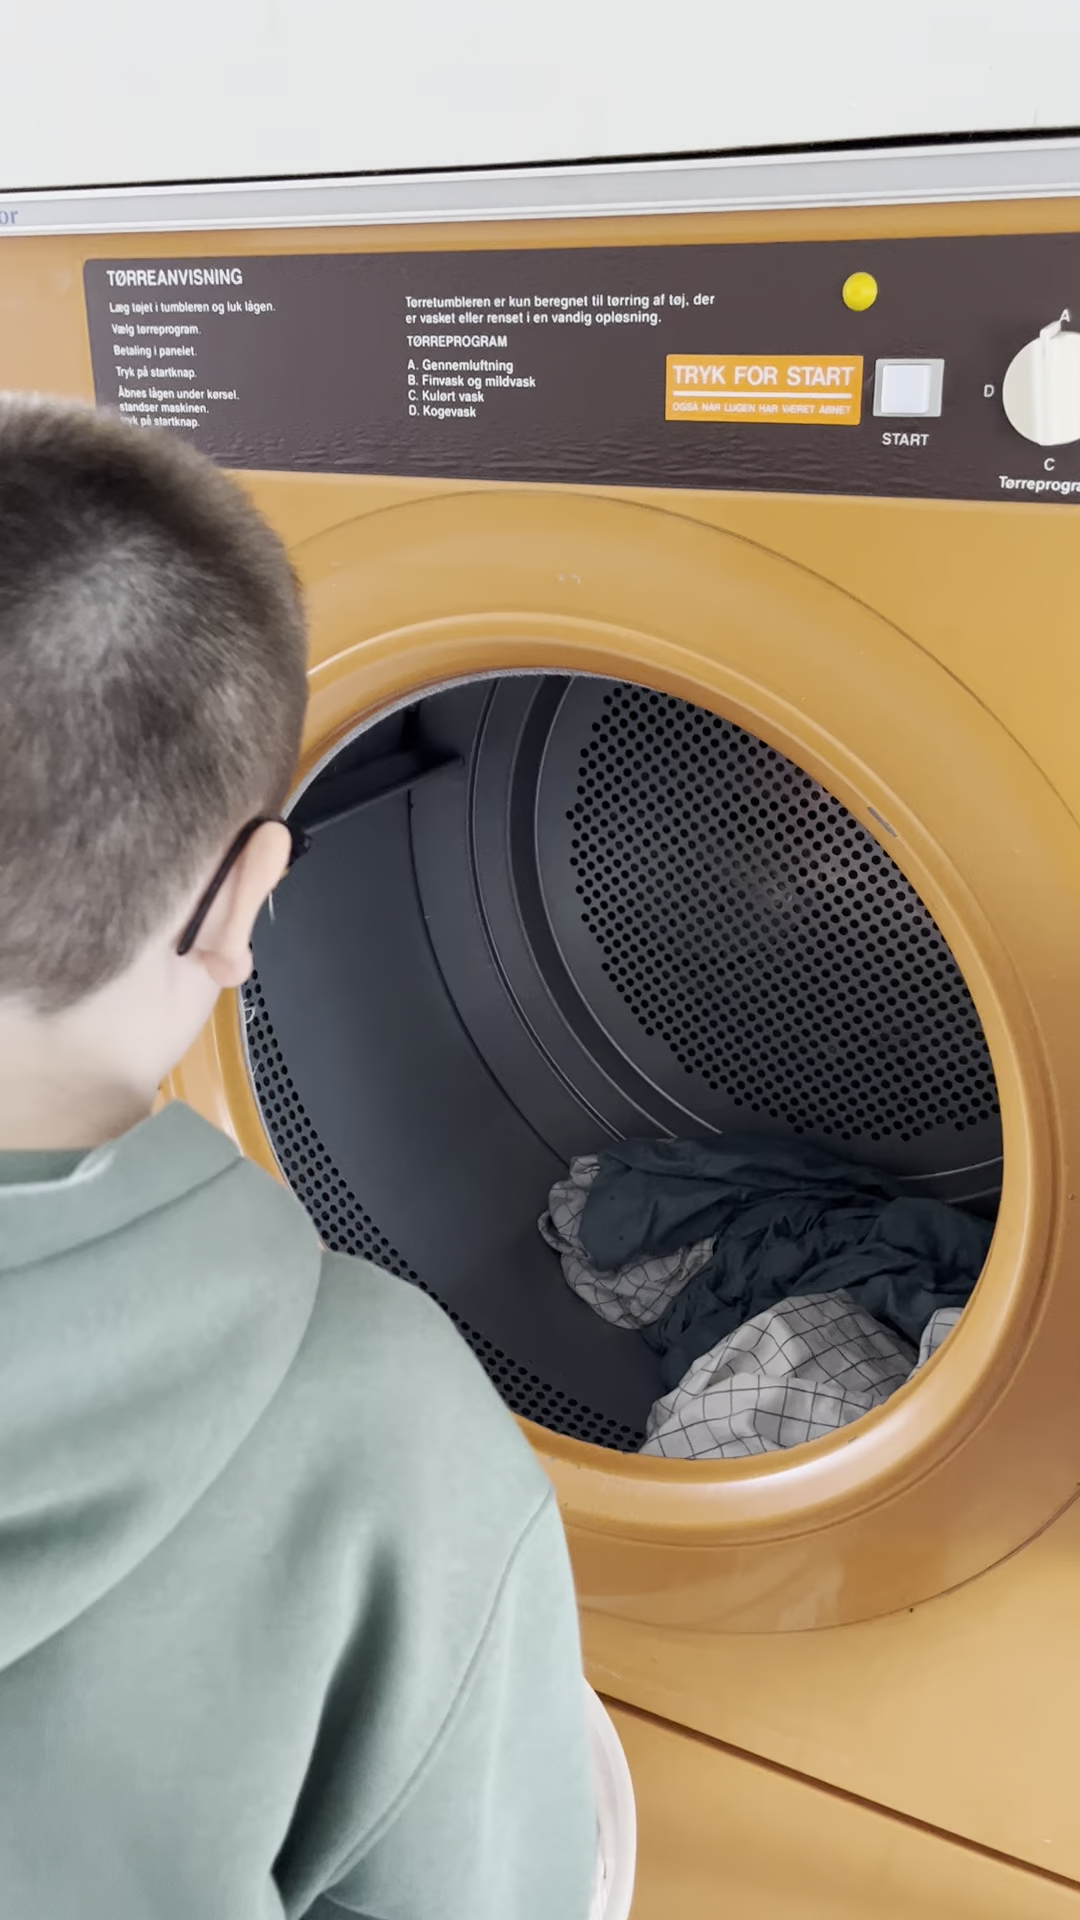 or
TØRREANVISNING
Læg tøjet i tumbleren og luk lågen.
Vælg tørreprogram.
Betaling i panelet.
Tryk på startknap.
Åbnes lågen under kørsel.
standser maskinen.
på startknap.
Tørretumbleren er kun beregnet til tørring af tøj, der
er vasket eller renset i en vandig opløsning.
TØRREPROGRAM
A. Gennemluftning
B. Finvask og mildvask
C. Kulørt vask
D. Kogevask
TRYK FOR START
OGSÅ NÅR LUGEN HAR VÆRET ÅBNET
START
A
D
C
Tørreprogra